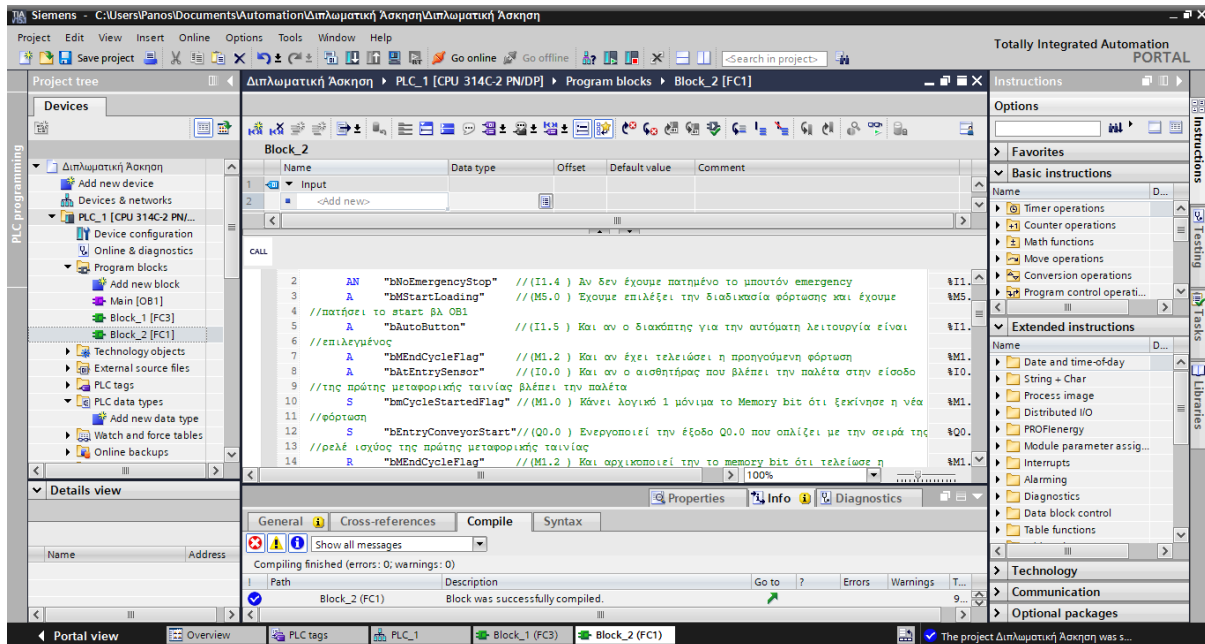 Siemens - C:\Users\Panos\Documents\Automation\Διπλωματική Άσκηση\Διπλωματική Άσκηση
Project Edit View Insert Online Options Tools Window Help
Totally Integrated Automation
PORTAL
Save project
Go online
Go offline
<Search in project>
Project tree
Διπλωματική Άσκηση
PLC_1 [CPU 314C-2 PN/DP]
Program blocks
Block_2 [FC1]
Instructions
Devices
Options
PLC programming
Διπλωματική Άσκηση
Add new device
Devices & networks
PLC_1 [CPU 314C-2 PN/...
Device configuration
Online & diagnostics
Program blocks
Add new block
Main [OB1]
Block_1 [FC3]
Block_2 [FC1]
Technology objects
External source files
PLC tags
PLC data types
Add new data type
Watch and force tables
Online backups
Details view
Name Address
Block_2
Name Data type Offset Default value Comment
1 Input
2 <Add new>
CALL
2 AN "bNoEmergencyStop" //(I1.4 ) Αν δεν έχουμε πατημένο το μπουτόν emergency %I1.
3 A "bMStartLoading" //(M5.0 ) Έχουμε επιλέξει την διαδικασία φόρτωσης και έχουμε %M5.
4 //πατήσει το start βλ OB1
5 A "bAutoButton" //(I1.5 ) Και αν ο διακόπτης για την αυτόματη λειτουργία είναι %I1.
6 //επιλεγμένος
7 A "bMEndCycleFlag" //(M1.2 ) Και αν έχει τελειώσει η προηγούμενη φόρτωση %M1.
8 A "bAtEntrySensor" //(I0.0 ) Και αν ο αισθητήρας που βλέπει την παλέτα στην είσοδο %I0.
9 //της πρώτης μεταφορικής ταινίας βλέπει την παλέτα
10 S "bmCycleStartedFlag" //(M1.0 ) Κάνει λογικό 1 μόνιμα το Memory bit ότι ξεκίνησε η νέα %M1.
11 //φόρτωση
12 S "bEntryConveyorStart"//(Q0.0 ) Ενεργοποιεί την έξοδο Q0.0 που οπλίζει με την σειρά της %Q0.
13 //ρελέ ισχύος της πρώτης μεταφορικής ταινίας
14 R "bMEndCycleFlag" //(M1.2 ) Και αρχικοποιεί την το memory bit ότι τελείωσε η %M1.
100%
Properties Info Diagnostics
General Cross-references Compile Syntax
Show all messages
Compiling finished (errors: 0; warnings: 0)
! Path Description Go to ? Errors Warnings T...
Block_2 (FC1) Block was successfully compiled. 9...
Favorites
Basic instructions
Name D...
Timer operations
Counter operations
Math functions
Move operations
Conversion operations
Program control operati...
Extended instructions
Name D...
Date and time-of-day
String + Char
Process image
Distributed I/O
PROFIenergy
Module parameter assig...
Interrupts
Alarming
Diagnostics
Data block control
Table functions
Technology
Communication
Optional packages
Instructions
Testing
Tasks
Libraries
Portal view
Overview
PLC tags
PLC_1
Block_1 (FC3)
Block_2 (FC1)
The project Διπλωματική Άσκηση was s...